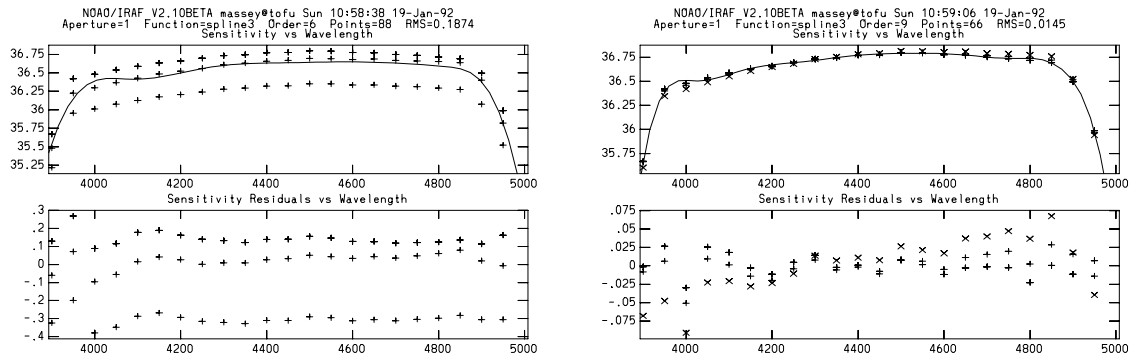 NOAO/IRAF V2.10BETA massey@tofu Sun 10:58:38 19-Jan-92
Aperture=1 Function=spline3 Order=6 Points=88 RMS=0.1874
Sensitivity vs Wavelength
36.75
36.5
36.25
36
35.75
35.5
35.25
4000 4200 4400 4600 4800 5000
Sensitivity Residuals vs Wavelength
.3
.2
.1
0
-.1
-.2
-.3
-.4
4000 4200 4400 4600 4800 5000
NOAO/IRAF V2.10BETA massey@tofu Sun 10:59:06 19-Jan-92
Aperture=1 Function=spline3 Order=9 Points=66 RMS=0.0145
Sensitivity vs Wavelength
36.75
36.5
36.25
36
35.75
4000 4200 4400 4600 4800 5000
Sensitivity Residuals vs Wavelength
.075
.05
.025
0
-.025
-.05
-.075
4000 4200 4400 4600 4800 5000